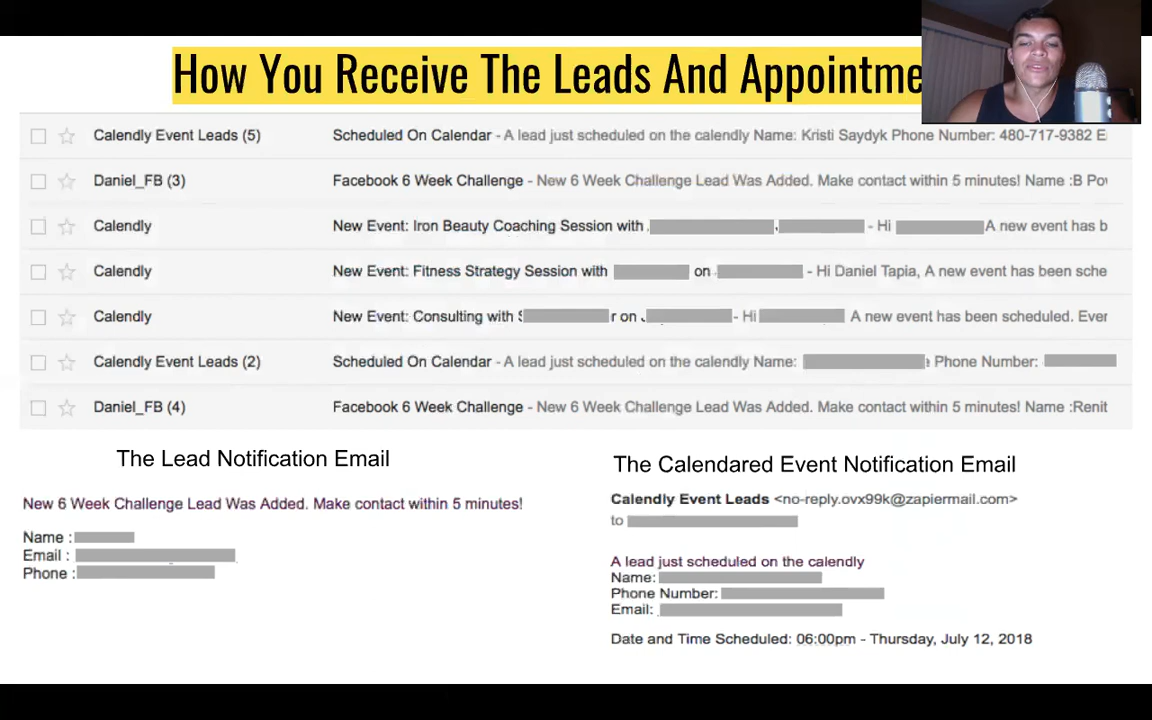 How You Receive The Leads And Appointme
Calendly Event Leads (5) Scheduled On Calendar - A lead just scheduled on the calendly Name: Kristi Saydyk Phone Number: 480-717-9382 E
Daniel_FB (3) Facebook 6 Week Challenge - New 6 Week Challenge Lead Was Added. Make contact within 5 minutes! Name :B Pov
Calendly New Event: Iron Beauty Coaching Session with - Hi A new event has b
Calendly New Event: Fitness Strategy Session with on - Hi Daniel Tapia, A new event has been sche
Calendly New Event: Consulting with S r on - Hi A new event has been scheduled. Ever
Calendly Event Leads (2) Scheduled On Calendar - A lead just scheduled on the calendly Name: Phone Number:
Daniel_FB (4) Facebook 6 Week Challenge - New 6 Week Challenge Lead Was Added. Make contact within 5 minutes! Name :Renit
The Lead Notification Email
New 6 Week Challenge Lead Was Added. Make contact within 5 minutes!
Name :
Email :
Phone :
The Calendared Event Notification Email
Calendly Event Leads <no-reply.ovx99k@zapiermail.com>
to
A lead just scheduled on the calendly
Name:
Phone Number:
Email:
Date and Time Scheduled: 06:00pm - Thursday, July 12, 2018